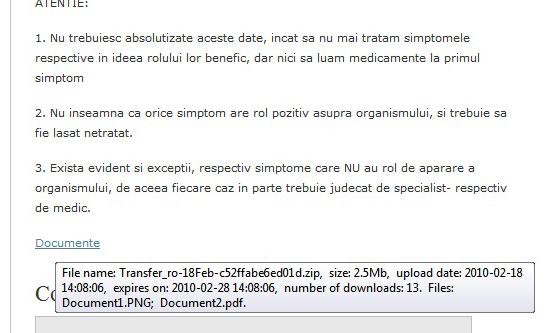 ATENTIE:
1. Nu trebuiesc absolutizate aceste date, incat sa nu mai tratam simptomele
respective in ideea rolului lor benefic, dar nici sa luam medicamente la primul
simptom
2. Nu inseamna ca orice simptom are rol pozitiv asupra organismului, si trebuie sa
fie lasat netratat.
3. Exista evident si exceptii, respectiv simptome care NU au rol de aparare a
organismului, de aceea fiecare caz in parte trebuie judecat de specialist- respectiv
de medic.
Documente
File name: Transfer_ro-18Feb-c52ffabe6ed01d.zip, size: 2.5Mb, upload date: 2010-02-18
14:08:06, expires on: 2010-02-28 14:08:06, number of downloads: 13. Files:
Document1.PNG; Document2.pdf.